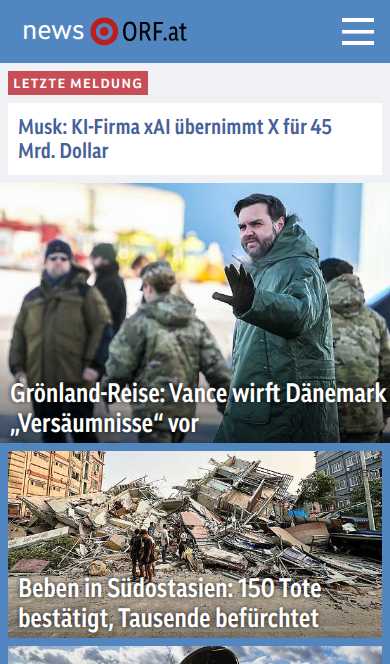 news ORF.at
LETZTE MELDUNG
Musk: KI-Firma xAI übernimmt X für 45
Mrd. Dollar
Grönland-Reise: Vance wirft Dänemark
„Versäumnisse“ vor
Beben in Südostasien: 150 Tote
bestätigt, Tausende befürchtet